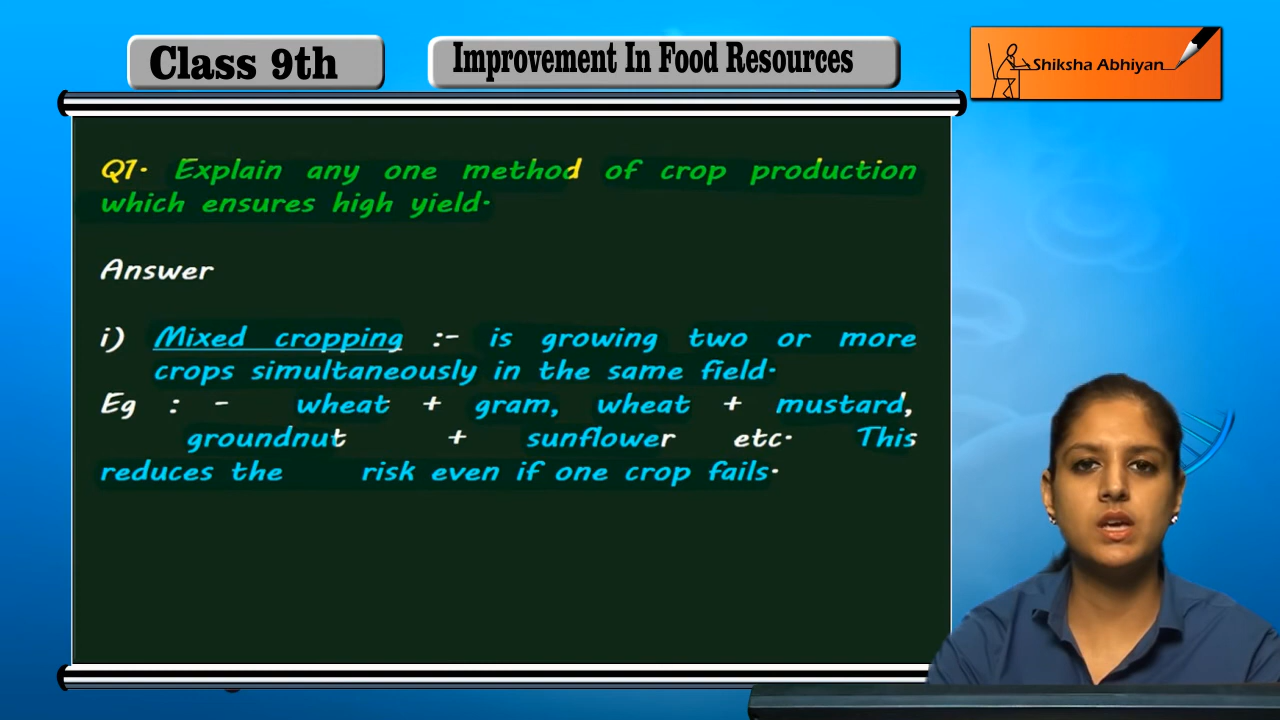 Class 9th
Improvement In Food Resources
Shiksha Abhiyan
Q1. Explain any one method of crop production
which ensures high yield.
Answer
i) Mixed cropping :- is growing two or more
crops simultaneously in the same field.
Eg : - wheat + gram, wheat + mustard,
groundnut + sunflower etc. This
reduces the risk even if one crop fails.